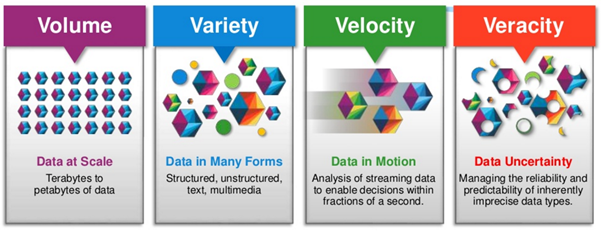 Volume
Data at Scale
Terabytes to
petabytes of data
Variety
Data in Many Forms
Structured, unstructured,
text, multimedia
Velocity
Data in Motion
Analysis of streaming data
to enable decisions within
fractions of a second.
Veracity
Data Uncertainty
Managing the reliability and
predictability of inherently
imprecise data types.